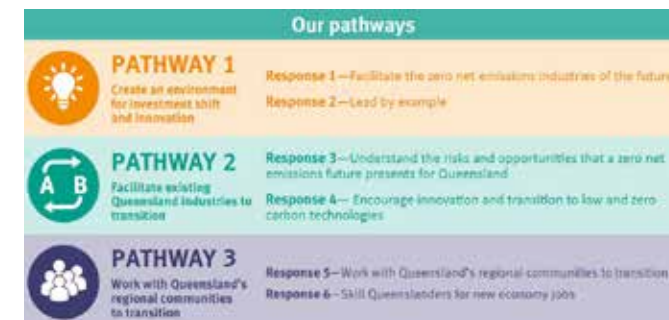 Our pathways
PATHWAY 1
Create an environment
for investment shift
and innovation
Response 1—Facilitate the zero net emissions industries of the future
Response 2—Lead by example
A B
PATHWAY 2
Facilitate existing
Queensland industries to
transition
Response 3—Understand the risks and opportunities that a zero net
emissions future presents for Queensland
Response 4— Encourage innovation and transition to low and zero
carbon technologies
PATHWAY 3
Work with Queensland's
regional communities
to transition
Response 5—Work with Queensland's regional communities to transition
Response 6—Skill Queenslanders for new economy jobs